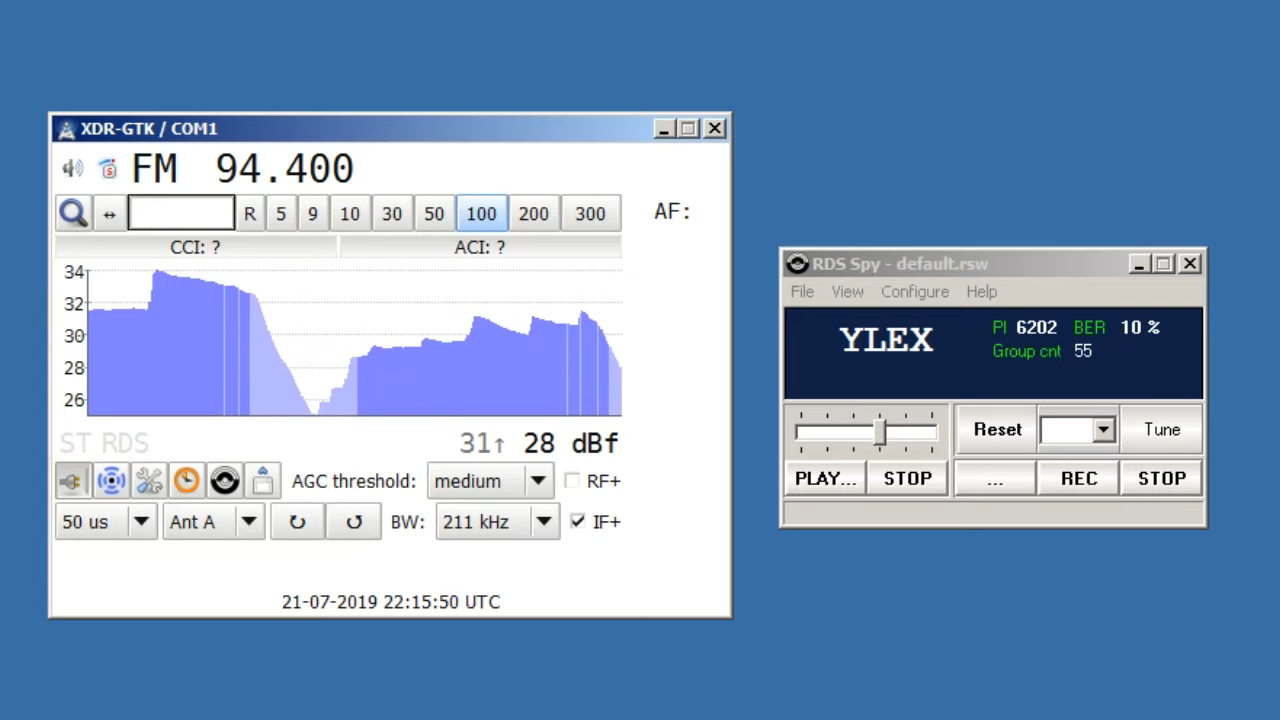 XDR-GTK / COM1
FM 94.400
↔ R 5 9 10 30 50 100 200 300
AF:
CCI: ? ACI: ?
34
32
30
28
26
ST RDS 31↑ 28 dBf
AGC threshold: medium RF+
50 us Ant A ↻ ↺ BW: 211 kHz IF+
21-07-2019 22:15:50 UTC
RDS Spy - default.rsw
File View Configure Help
YLEX
PI 6202 BER 10 %
Group cnt 55
Reset Tune
PLAY... STOP ... REC STOP